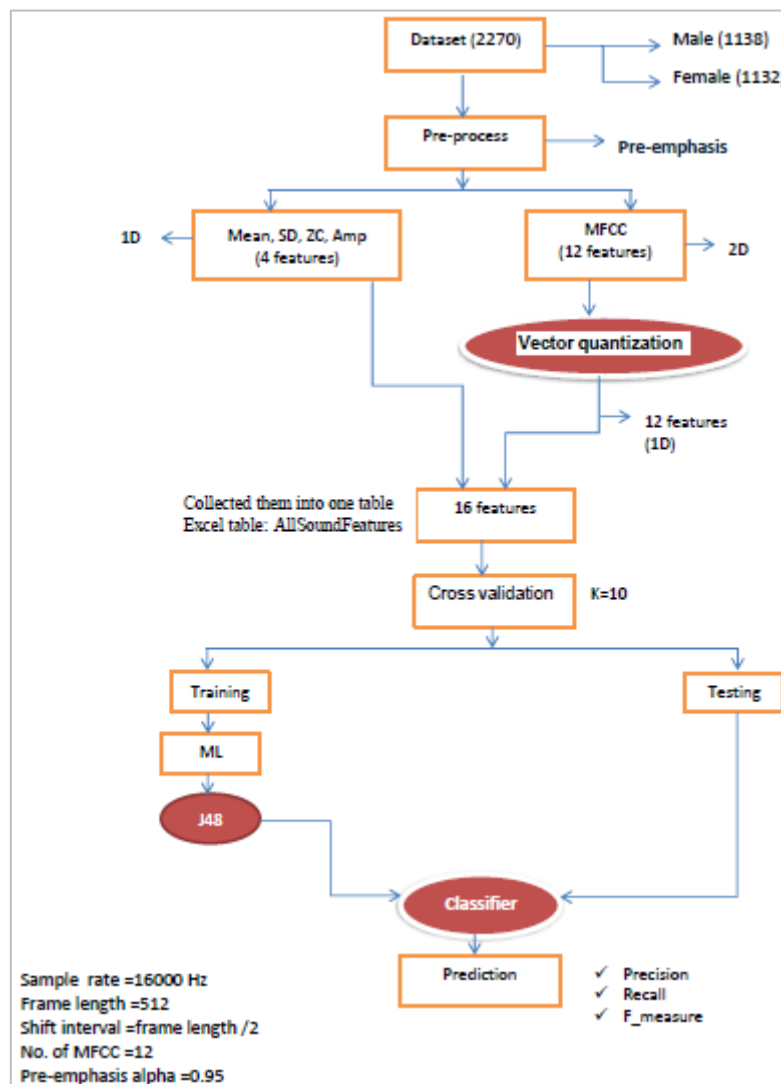 Dataset (2270)
Male (1138)
Female (1132)
Pre-process
Pre-emphasis
1D
Mean, SD, ZC, Amp
(4 features)
MFCC
(12 features)
2D
Vector quantization
12 features
(1D)
Collected them into one table
Excel table: AllSoundFeatures
16 features
Cross validation
K=10
Training
Testing
ML
J48
Classifier
Prediction
✓ Precision
✓ Recall
✓ F_measure
Sample rate =16000 Hz
Frame length =512
Shift interval =frame length /2
No. of MFCC =12
Pre-emphasis alpha =0.95